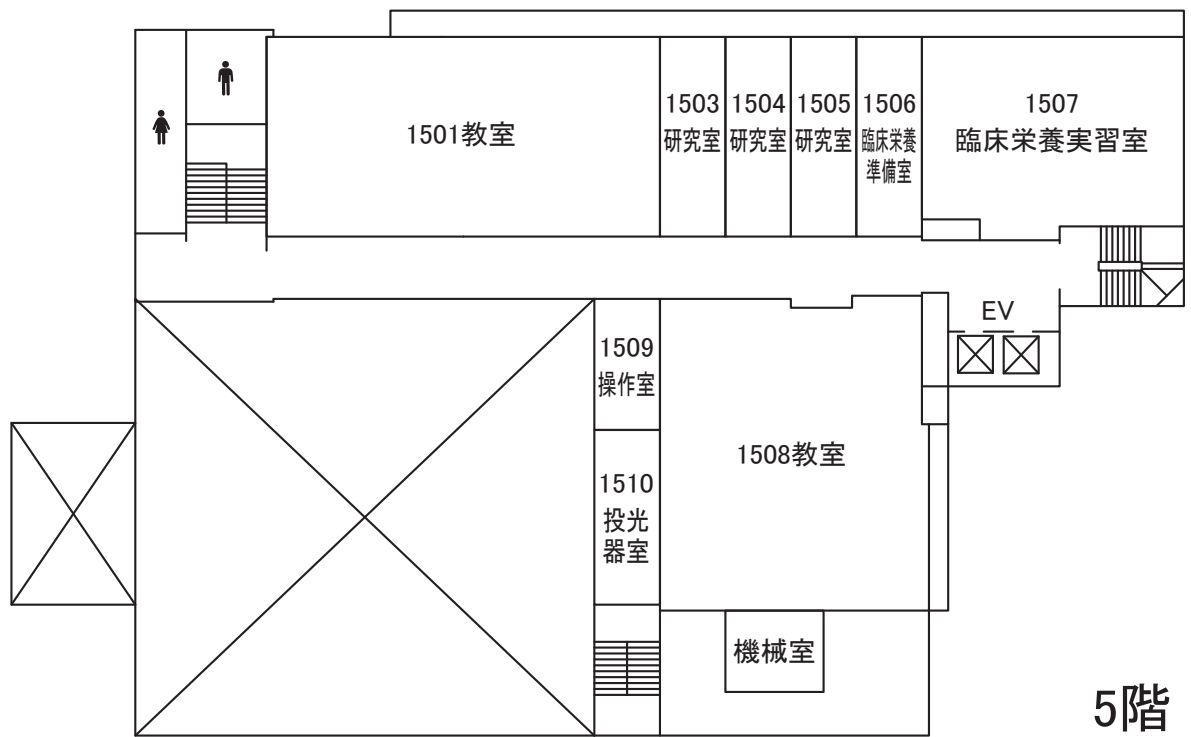 1501教室
1503
研究室
1504
研究室
1505
研究室
1506
臨床栄養
準備室
1507
臨床栄養実習室
EV
1509
操作室
1508教室
1510
投光
器室
機械室
5階